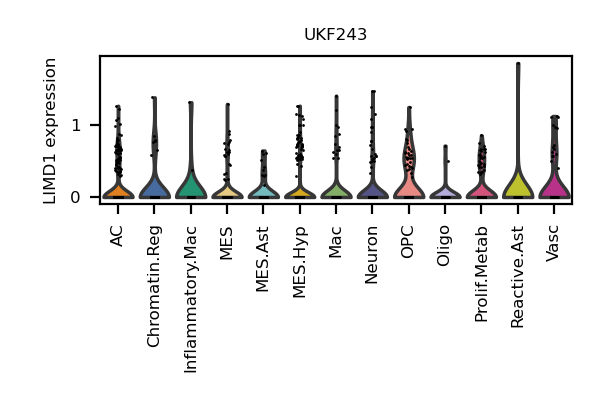 UKF243
LIMD1 expression
1
0
AC
Chromatin.Reg
Inflammatory.Mac
MES
MES.Ast
MES.Hyp
Mac
Neuron
OPC
Oligo
Prolif.Metab
Reactive.Ast
Vasc